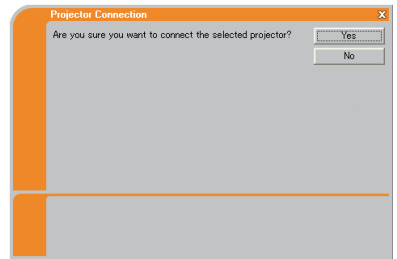 Projector Connection
Are you sure you want to connect the selected projector?
Yes
No